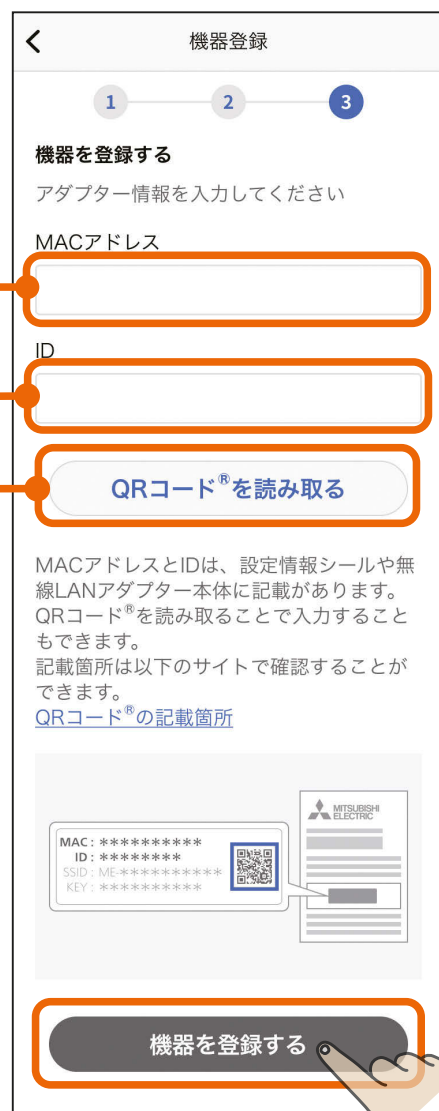 機器登録
1 2 3
機器を登録する
アダプター情報を入力してください
MACアドレス
ID
QRコード®を読み取る
MACアドレスとIDは、設定情報シールや無
線LANアダプター本体に記載があります。
QRコード®を読み取ることで入力すること
もできます。
記載箇所は以下のサイトで確認することが
できます。
QRコード®の記載箇所
MITSUBISHI
ELECTRIC
MAC: **********
ID: ********
SSID: ME-**********
KEY: **********
機器を登録する